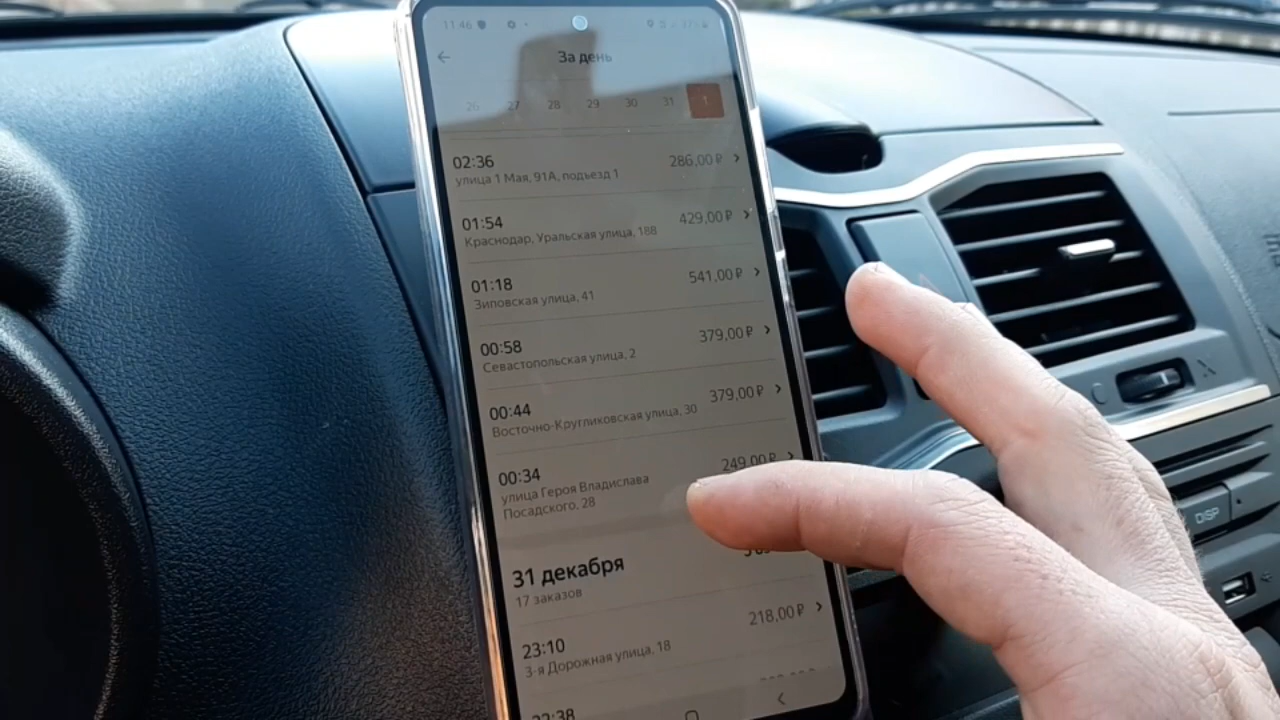 11:46
За день
26 27 28 29 30 31 1
02:36 286,00 ₽
улица 1 Мая, 91А, подъезд 1
01:54 429,00 ₽
Краснодар, Уральская улица, 188
01:18 541,00 ₽
Зиповская улица, 41
00:58 379,00 ₽
Севастопольская улица, 2
00:44 379,00 ₽
Восточно-Кругликовская улица, 30
00:34 249,00 ₽
улица Героя Владислава
Посадского, 28
31 декабря
17 заказов
23:10 218,00 ₽
3-я Дорожная улица, 18
22:38
DISP